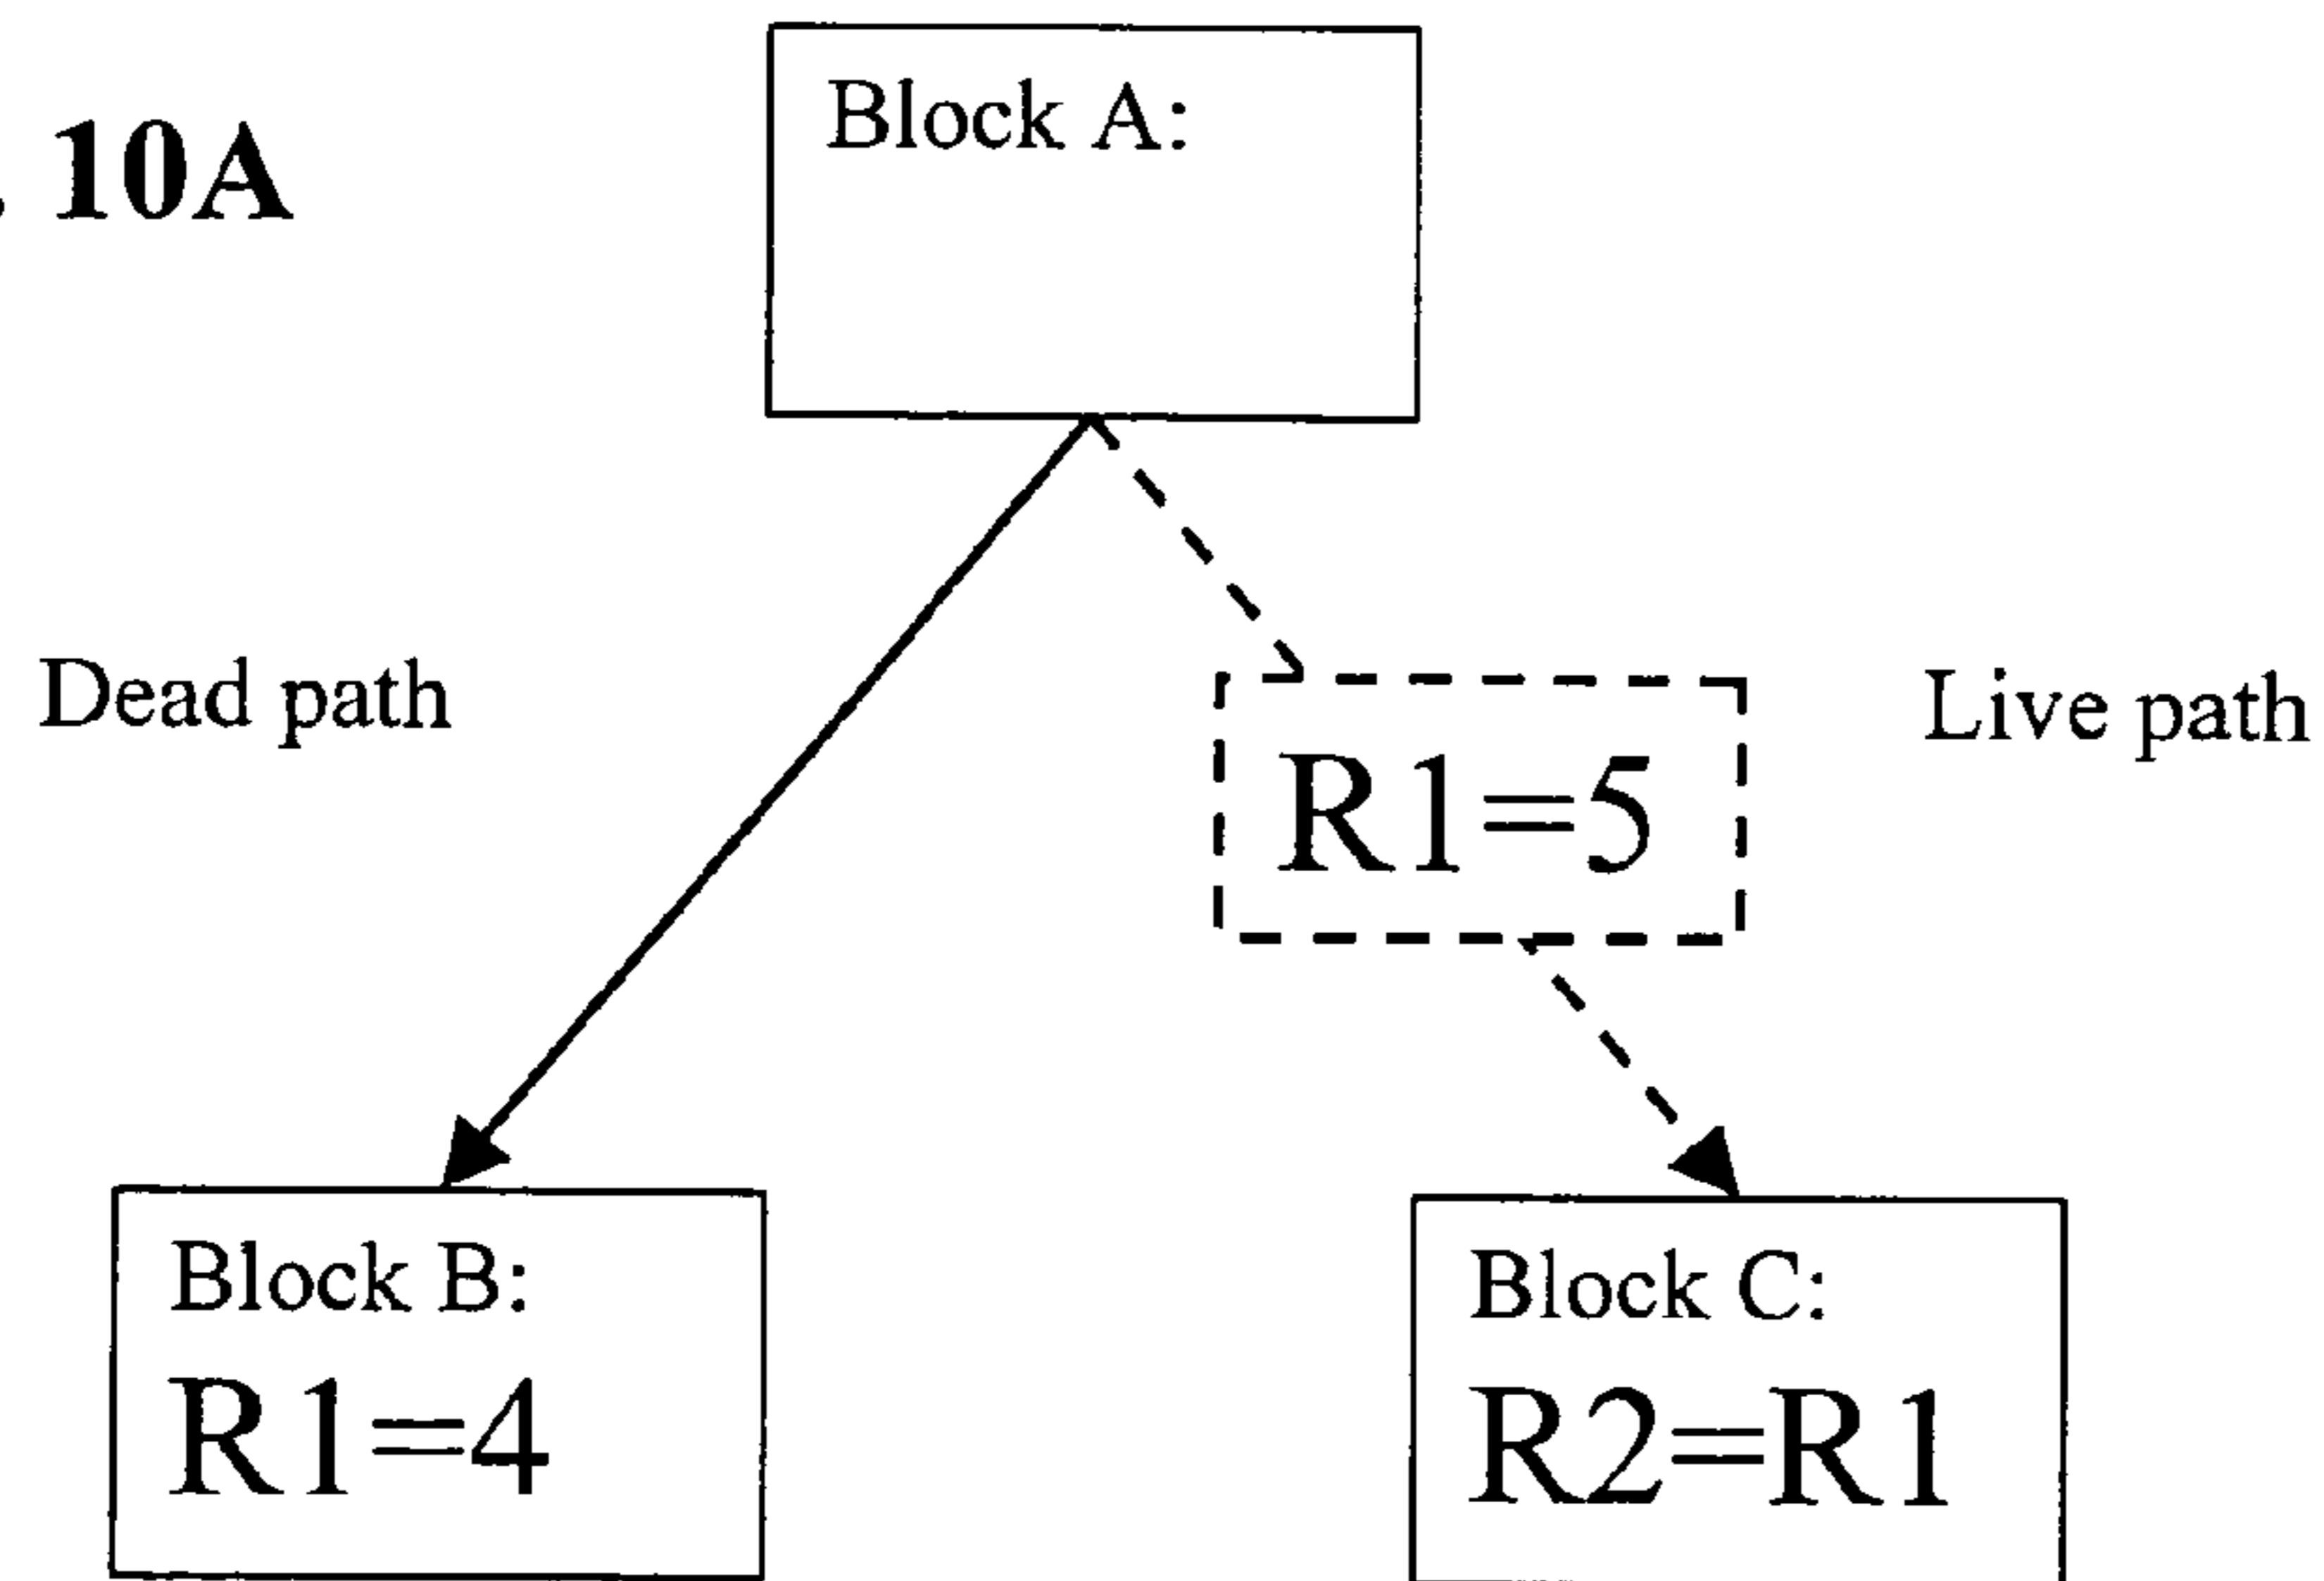 10A
Block A:
Dead path
Live path
R1=5
Block B:
R1=4
Block C:
R2=R1